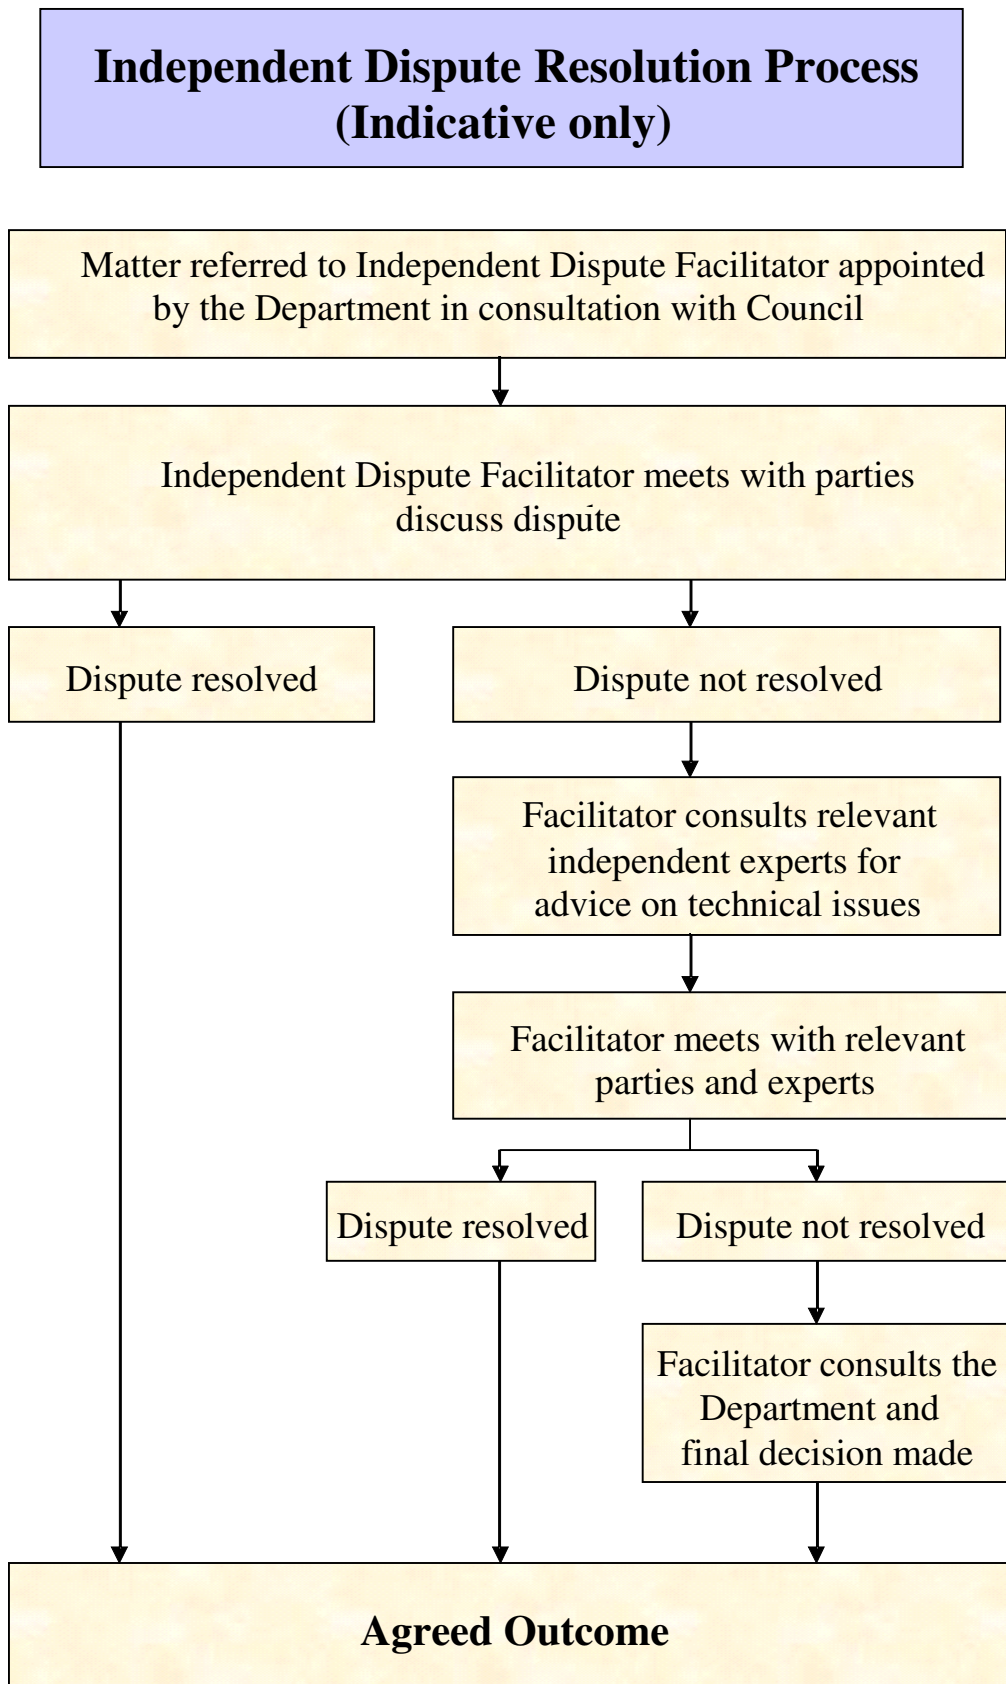 Independent Dispute Resolution Process
(Indicative only)
Matter referred to Independent Dispute Facilitator appointed
by the Department in consultation with Council
Independent Dispute Facilitator meets with parties
discuss dispute
Dispute resolved
Dispute not resolved
Facilitator consults relevant
independent experts for
advice on technical issues
Facilitator meets with relevant
parties and experts
Dispute resolved
Dispute not resolved
Facilitator consults the
Department and
final decision made
Agreed Outcome